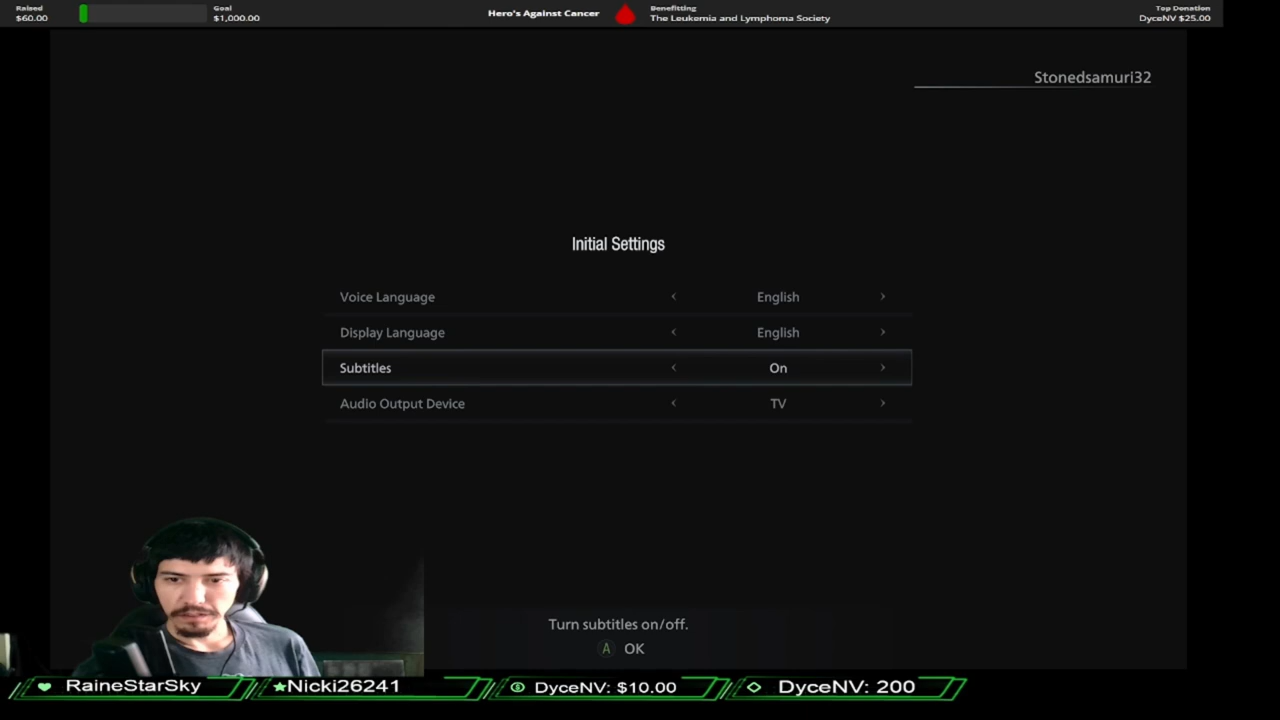 Raised
$60.00
Goal
$1,000.00
Hero's Against Cancer
Benefitting
The Leukemia and Lymphoma Society
Top Donation
DyceNV $25.00
Stonedsamuri32
Initial Settings
Voice Language < English >
Display Language < English >
Subtitles < On >
Audio Output Device < TV >
Turn subtitles on/off.
A OK
RaineStarSky
Nicki26241
DyceNV: $10.00
DyceNV: 200